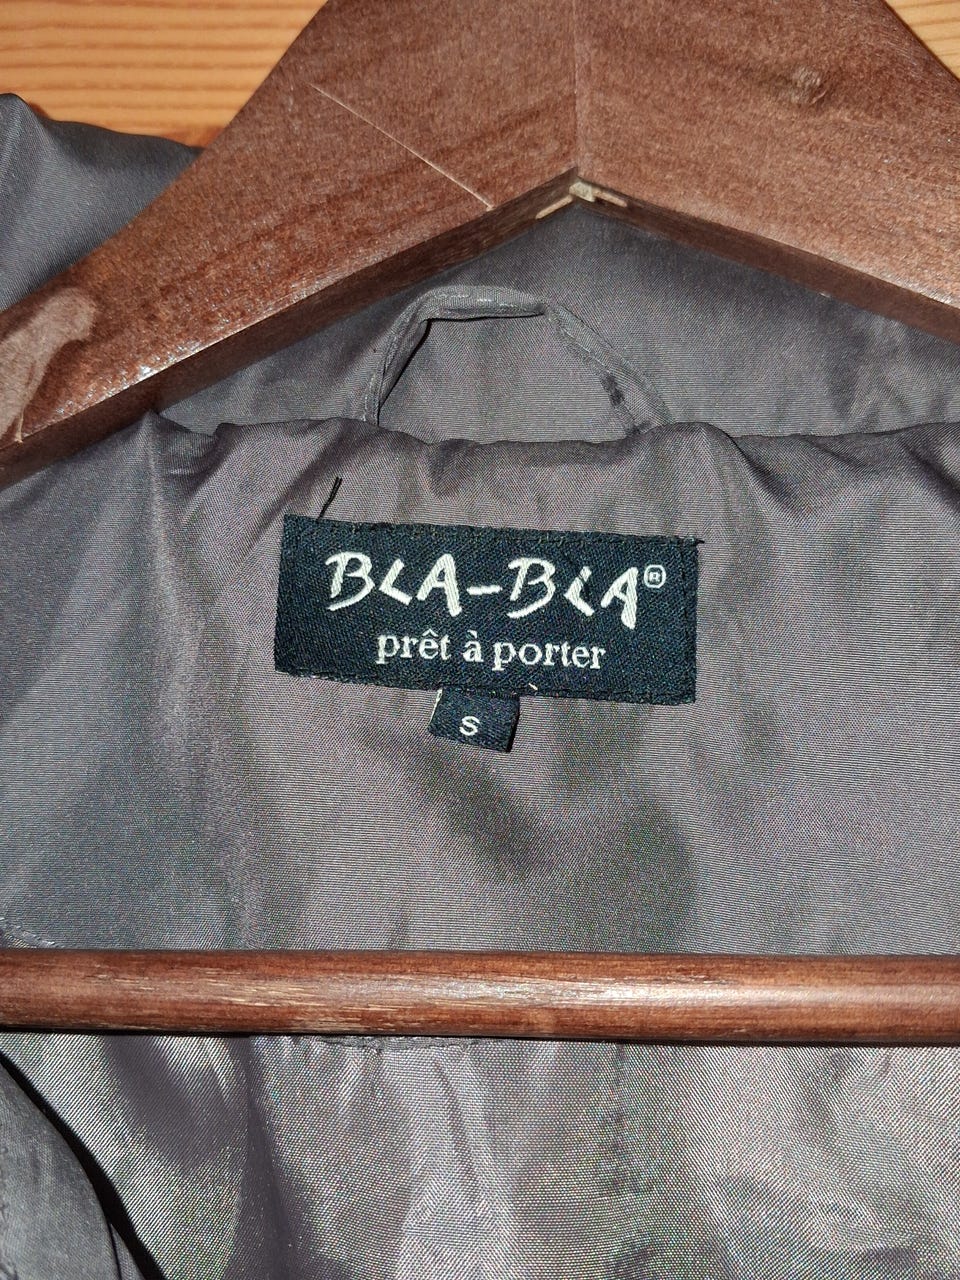 BLA-BLA®
prêt à porter
S